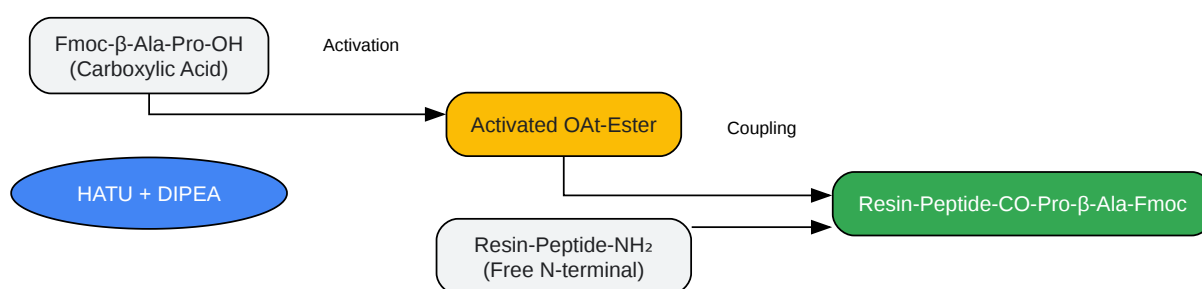 Fmoc-β-Ala-Pro-OH
(Carboxylic Acid)
Activation
Activated OAt-Ester
Coupling
HATU + DIPEA
Resin-Peptide-CO-Pro-β-Ala-Fmoc
Resin-Peptide-NH₂
(Free N-terminal)